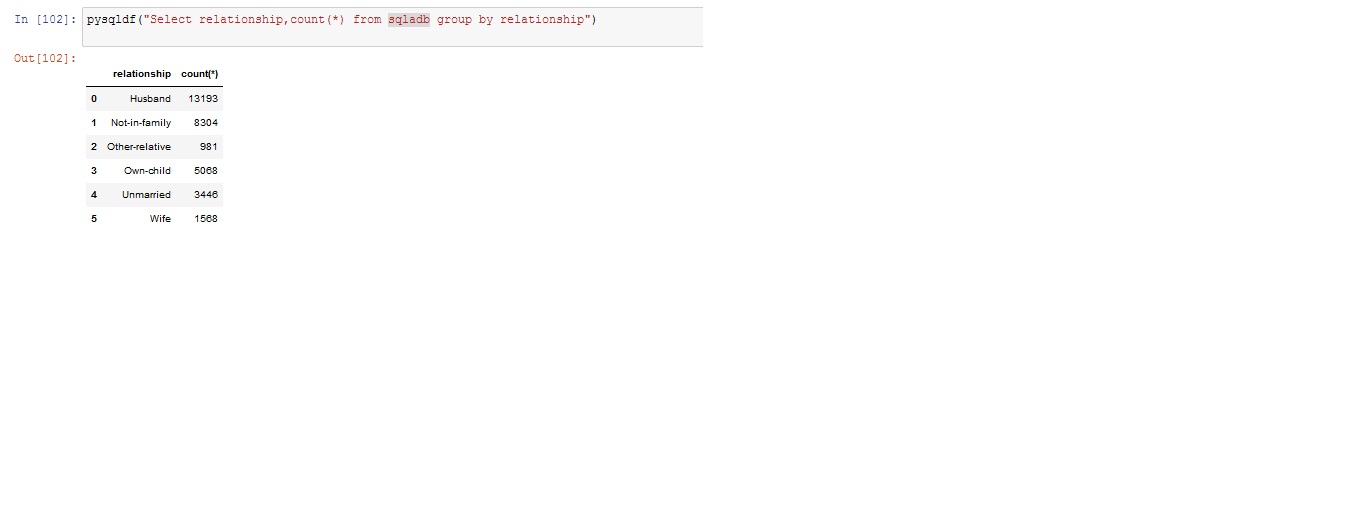 In [102]: pysqldf("Select relationship,count(*) from sqladb group by relationship")
Out[102]:
relationship count(*)
0 Husband 13193
1 Not-in-family 8304
2 Other-relative 981
3 Own-child 5068
4 Unmarried 3446
5 Wife 1568